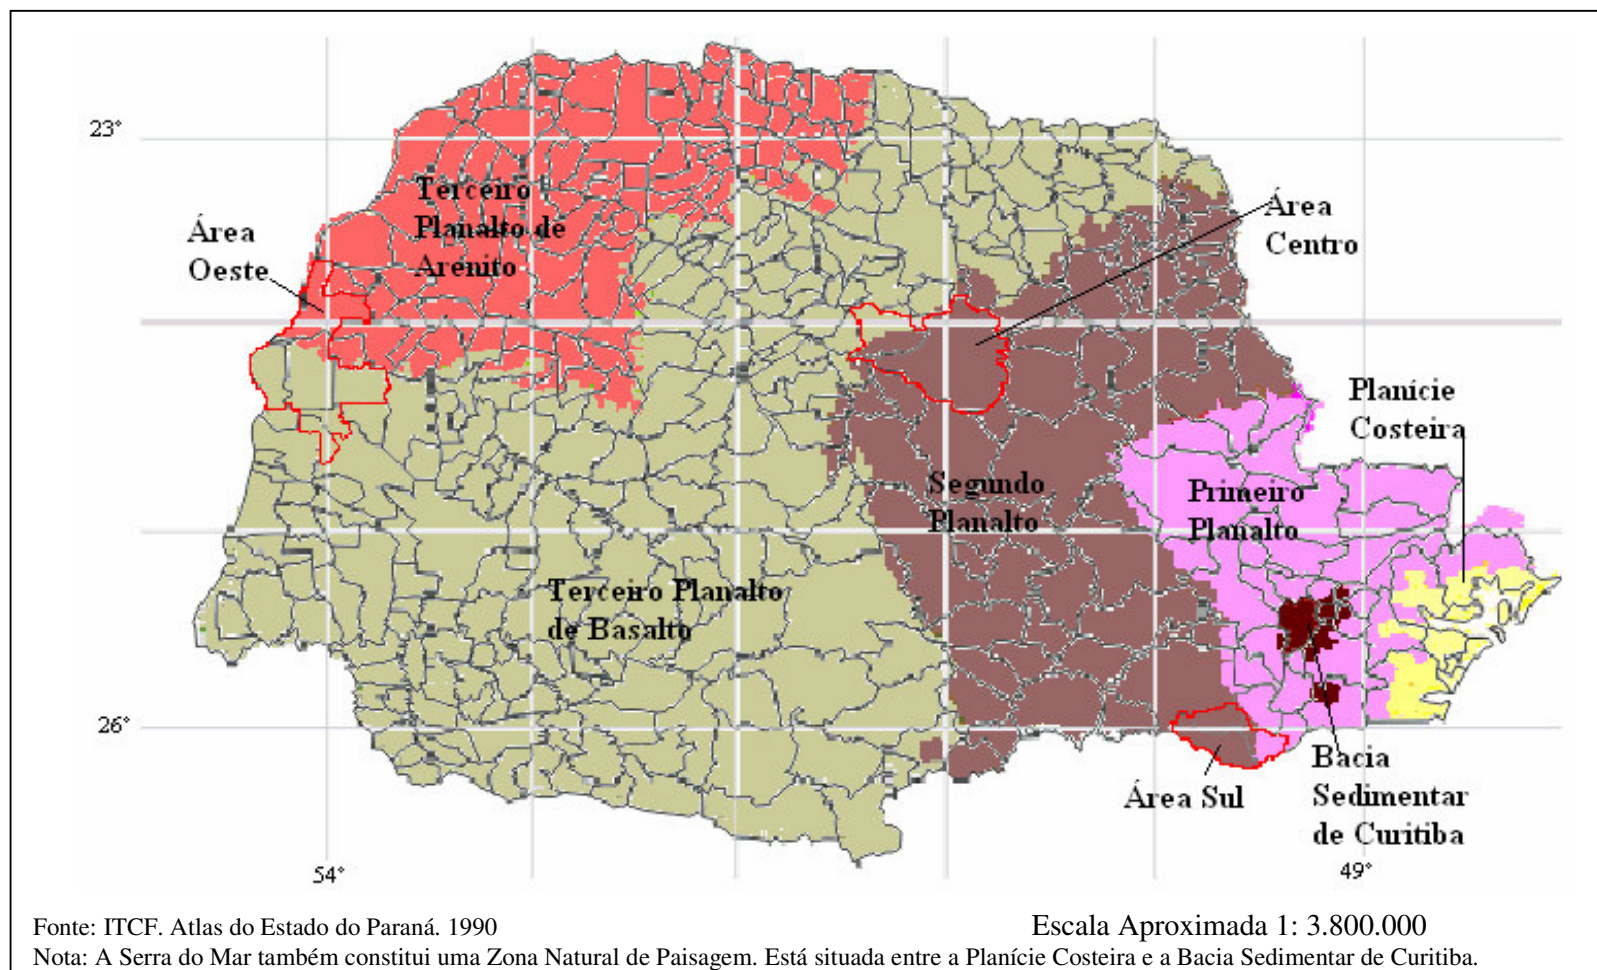 23°
Terceiro
Planalto de
Arenito
Área
Oeste
Área
Centro
Planície
Costeira
Segundo
Planalto
Primeiro
Planalto
Terceiro Planalto
de Basalto
26°
Área Sul
Bacia
Sedimentar
de Curitiba
54°
49°
Fonte: ITCF. Atlas do Estado do Paraná. 1990
Escala Aproximada 1: 3.800.000
Nota: A Serra do Mar também constitui uma Zona Natural de Paisagem. Está situada entre a Planície Costeira e a Bacia Sedimentar de Curitiba.